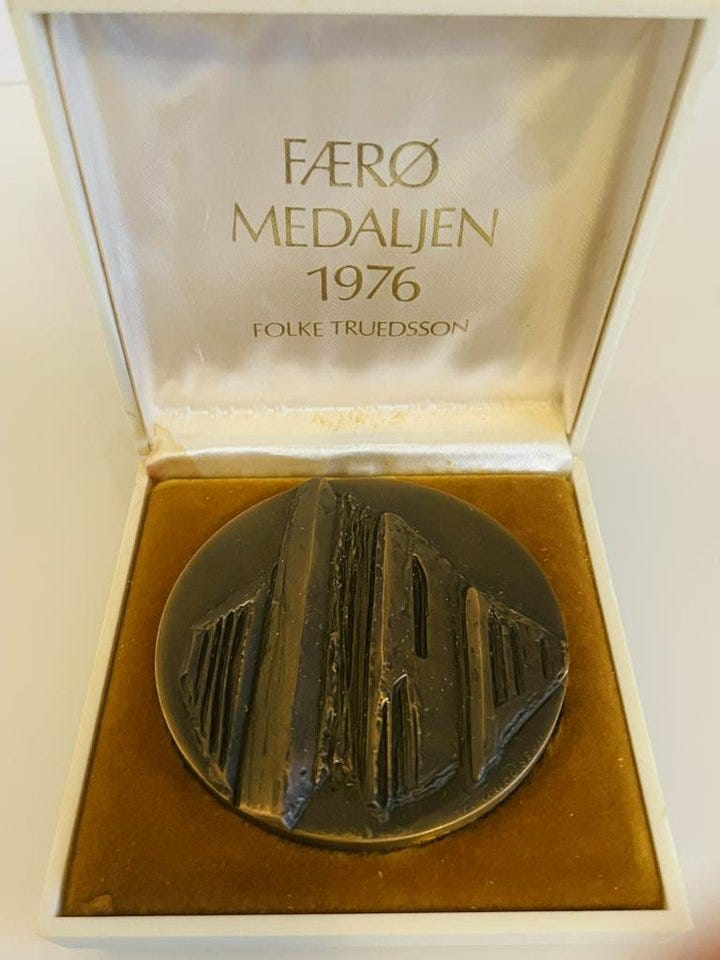 FÆRØ
MEDALJEN
1976
FOLKE TRUEDSSON